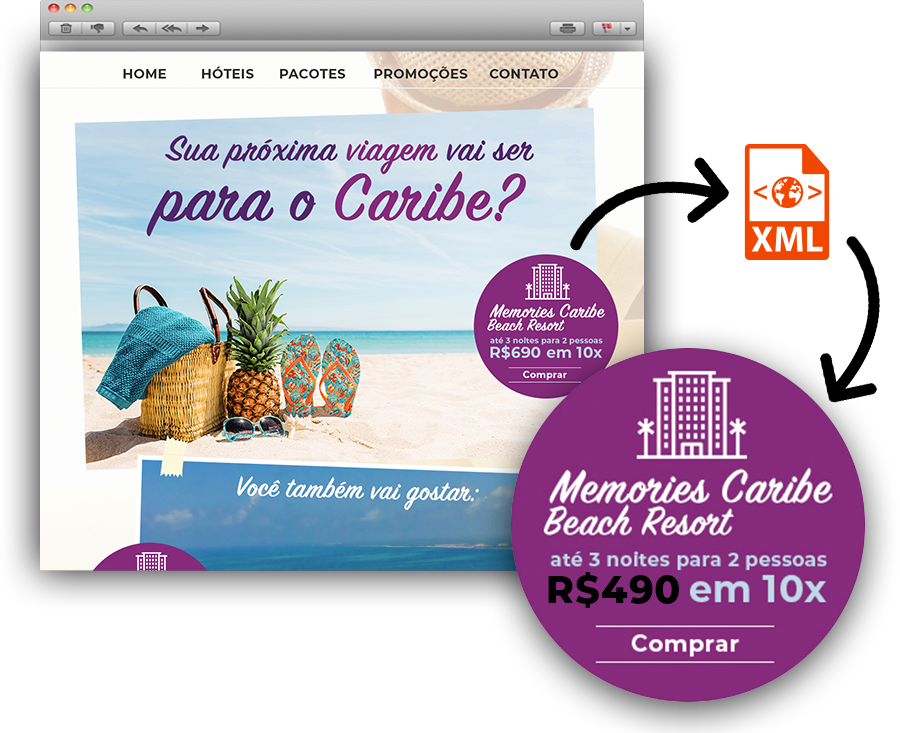 HOME HÓTEIS PACOTES PROMOÇÕES CONTATO
Sua próxima viagem vai ser
para o Caribe?
Memories Caribe
Beach Resort
até 3 noites para 2 pessoas
R$690 em 10x
Comprar
Você também vai gostar:
< >
XML
Memories Caribe
Beach Resort
até 3 noites para 2 pessoas
R$490 em 10x
Comprar